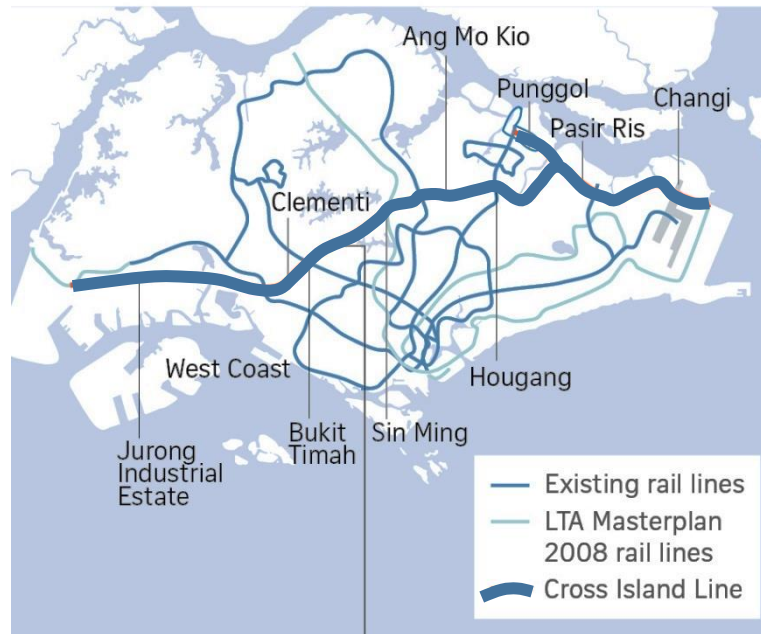 Ang Mo Kio
Punggol
Changi
Pasir Ris
Clementi
West Coast
Hougang
Bukit
Timah
Sin Ming
Jurong
Industrial
Estate
Existing rail lines
LTA Masterplan
2008 rail lines
Cross Island Line